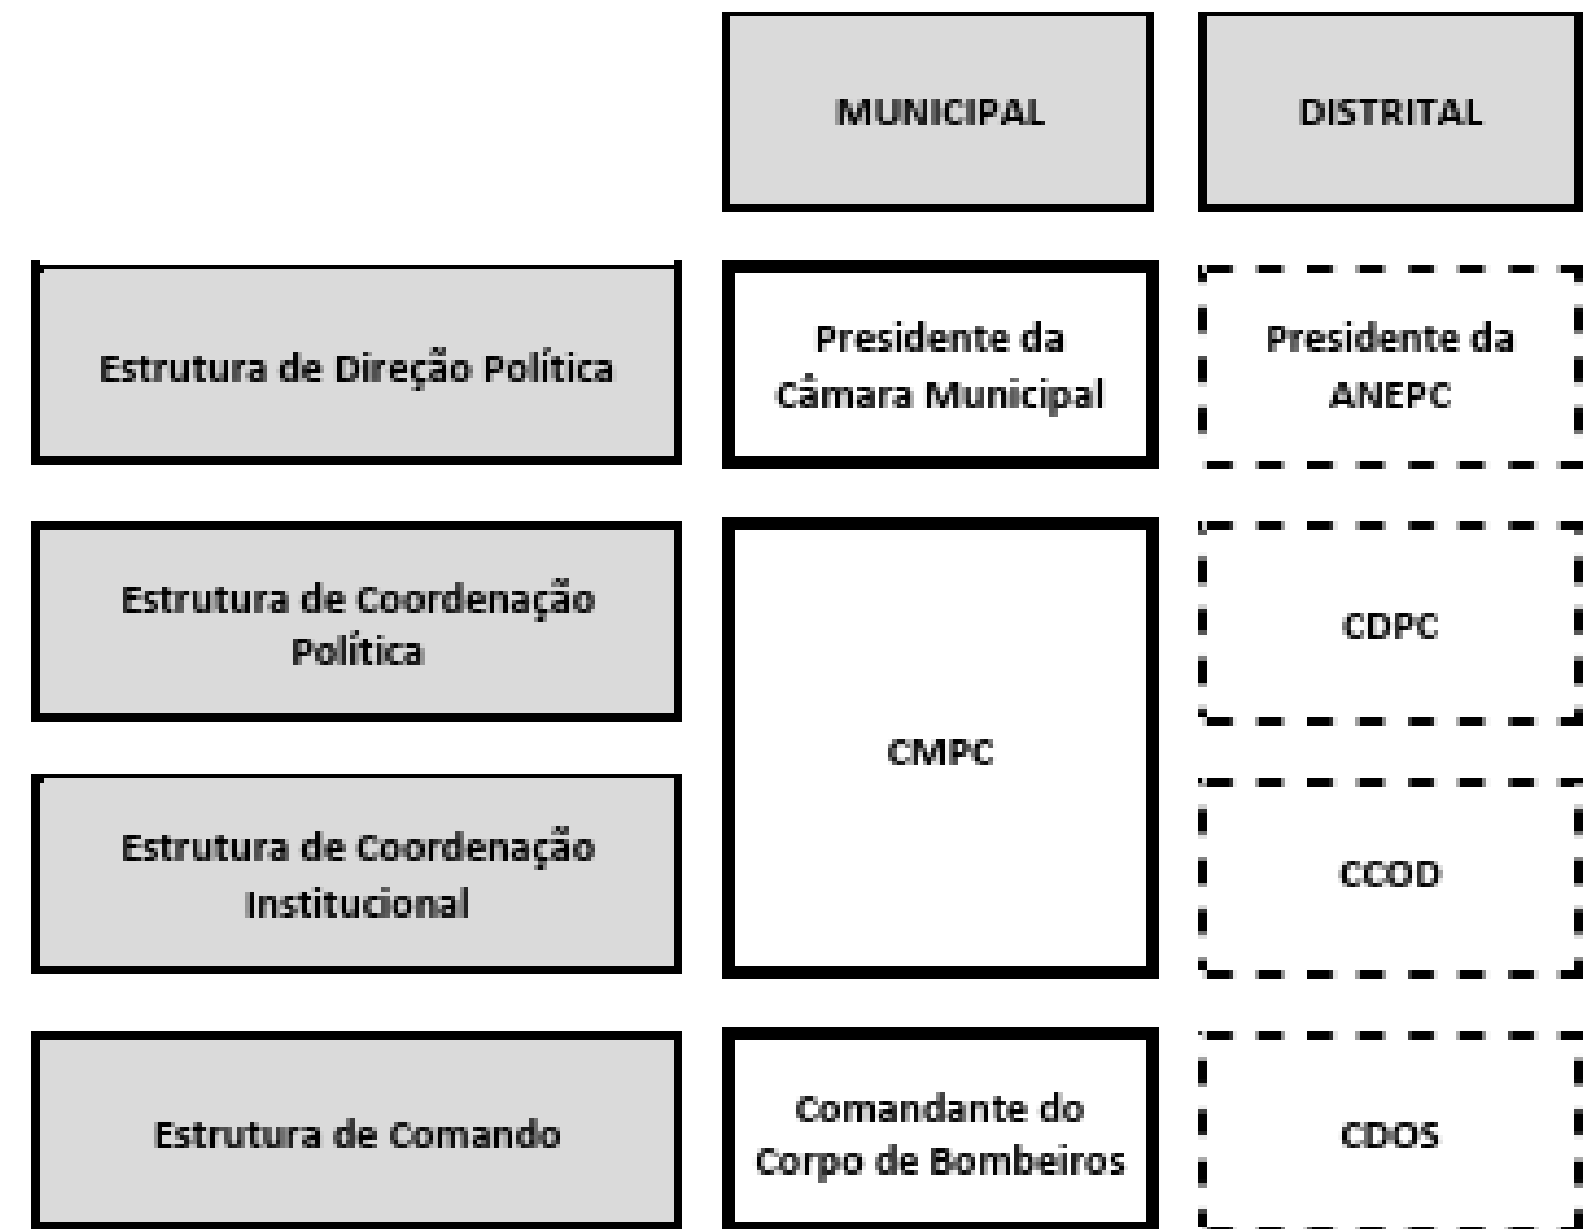 MUNICIPAL
DISTRITAL
Estrutura de Direção Política
Presidente da
Câmara Municipal
Presidente da
ANEPC
Estrutura de Coordenação
Política
CMPC
CDPC
Estrutura de Coordenação
Institucional
CCOD
Estrutura de Comando
Comandante do
Corpo de Bombeiros
CDOS